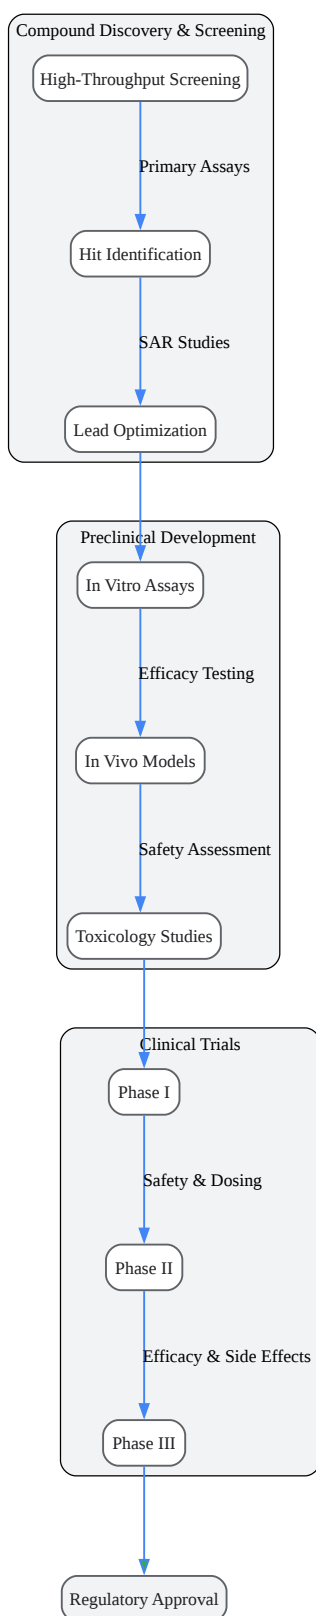 Compound Discovery & Screening
High-Throughput Screening
Primary Assays
Hit Identification
SAR Studies
Lead Optimization
Preclinical Development
In Vitro Assays
Efficacy Testing
In Vivo Models
Safety Assessment
Toxicology Studies
Clinical Trials
Phase I
Safety & Dosing
Phase II
Efficacy & Side Effects
Phase III
Regulatory Approval